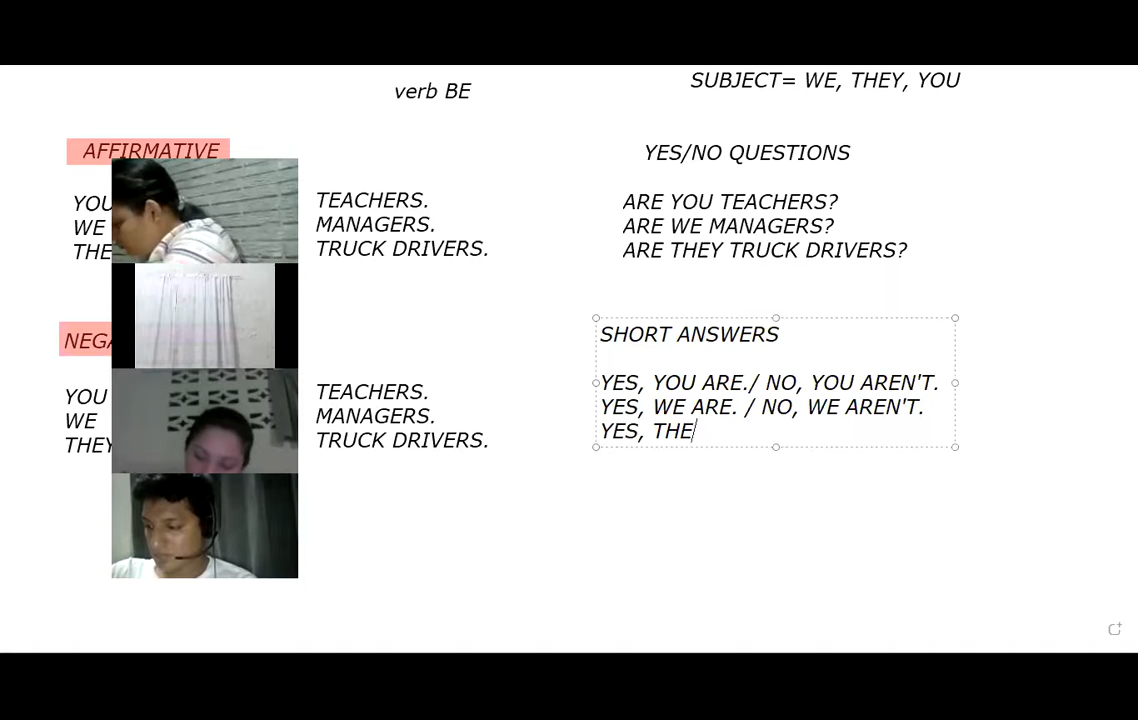 verb BE
SUBJECT= WE, THEY, YOU
AFFIRMATIVE
YOU
WE
THE
TEACHERS.
MANAGERS.
TRUCK DRIVERS.
YES/NO QUESTIONS
ARE YOU TEACHERS?
ARE WE MANAGERS?
ARE THEY TRUCK DRIVERS?
NEGA
YOU
WE
THEY
TEACHERS.
MANAGERS.
TRUCK DRIVERS.
SHORT ANSWERS
YES, YOU ARE./ NO, YOU AREN'T.
YES, WE ARE. / NO, WE AREN'T.
YES, THE